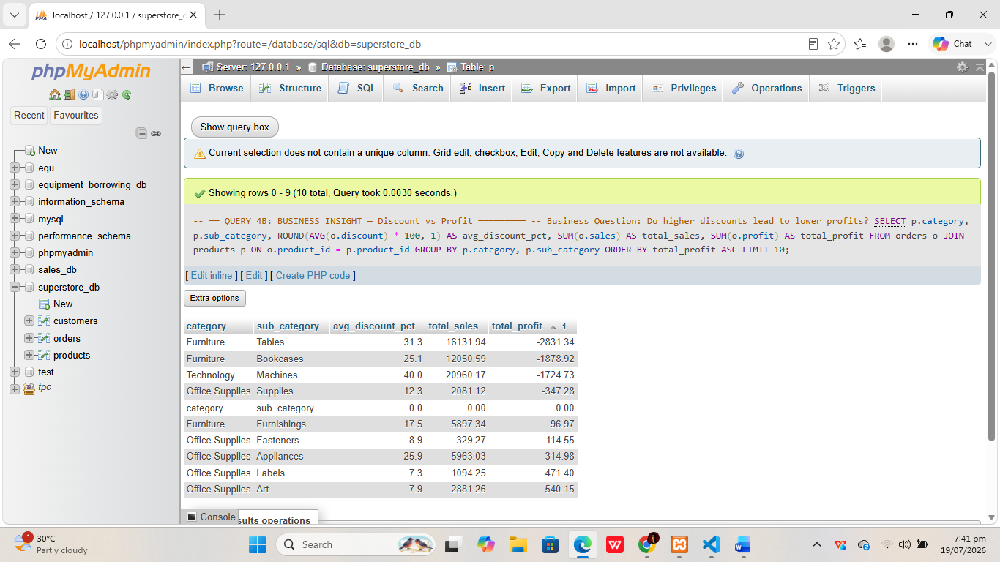 localhost / 127.0.0.1 / superstore_
localhost/phpmyadmin/index.php?route=/database/sql&db=superstore_db
Chat
phpMyAdmin
Recent
Favourites
New
equ
equipment_borrowing_db
information_schema
mysql
performance_schema
phpmyadmin
sales_db
superstore_db
New
customers
orders
products
test
tpc
Server: 127.0.0.1 » Database: superstore_db » Table: p
Browse Structure SQL Search Insert Export Import Privileges Operations Triggers
Show query box
Current selection does not contain a unique column. Grid edit, checkbox, Edit, Copy and Delete features are not available.
Showing rows 0 - 9 (10 total, Query took 0.0030 seconds.)
-- ── QUERY 4B: BUSINESS INSIGHT – Discount vs Profit ───────── -- Business Question: Do higher discounts lead to lower profits? SELECT p.category,
p.sub_category, ROUND(AVG(o.discount) * 100, 1) AS avg_discount_pct, SUM(o.sales) AS total_sales, SUM(o.profit) AS total_profit FROM orders o JOIN
products p ON o.product_id = p.product_id GROUP BY p.category, p.sub_category ORDER BY total_profit ASC LIMIT 10;
[ Edit inline ] [ Edit ] [ Create PHP code ]
Extra options
category sub_category avg_discount_pct total_sales total_profit 1
Furniture Tables 31.3 16131.94 -2831.34
Furniture Bookcases 25.1 12050.59 -1878.92
Technology Machines 40.0 20960.17 -1724.73
Office Supplies Supplies 12.3 2081.12 -347.28
category sub_category 0.0 0.00 0.00
Furniture Furnishings 17.5 5897.34 96.97
Office Supplies Fasteners 8.9 329.27 114.55
Office Supplies Appliances 25.9 5963.03 314.98
Office Supplies Labels 7.3 1094.25 471.40
Office Supplies Art 7.9 2881.26 540.15
Console
sults operations
1
30°C
Partly cloudy
Search
7:41 pm
19/07/2026